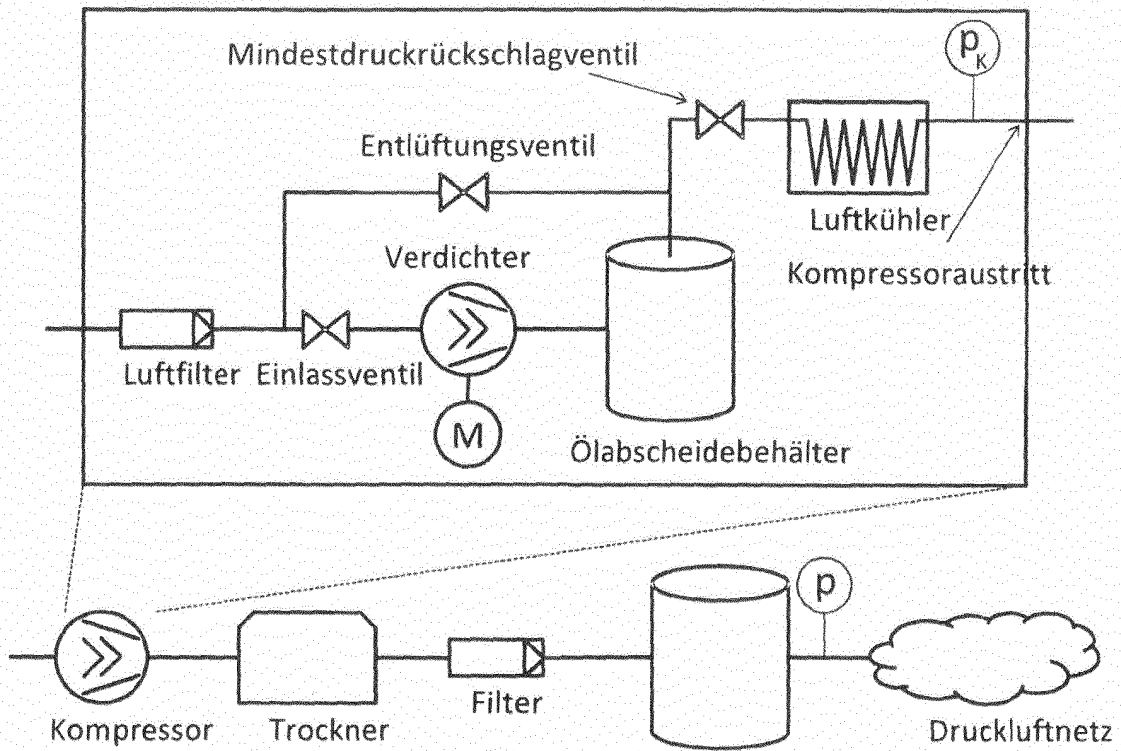 p_K
Mindestdruckrückschlagventil
Entlüftungsventil
Luftkühler
Verdichter
Kompressoraustritt
Luftfilter Einlassventil
M
Ölabscheidebehälter
p
Filter
Kompressor Trockner Druckluftnetz